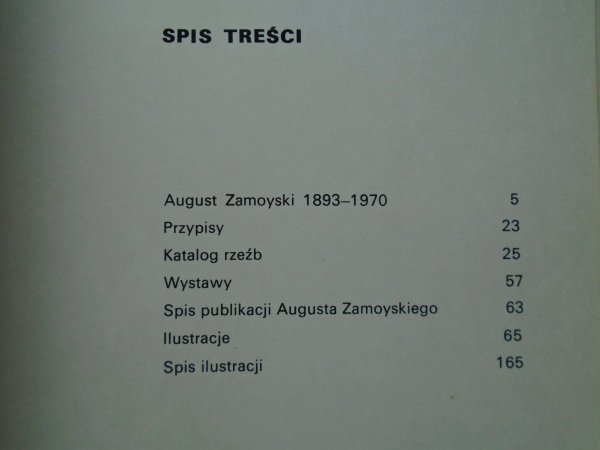 SPIS TREŚCI
August Zamoyski 1893–1970 5
Przypisy 23
Katalog rzeźb 25
Wystawy 57
Spis publikacji Augusta Zamoyskiego 63
Ilustracje 65
Spis ilustracji 165